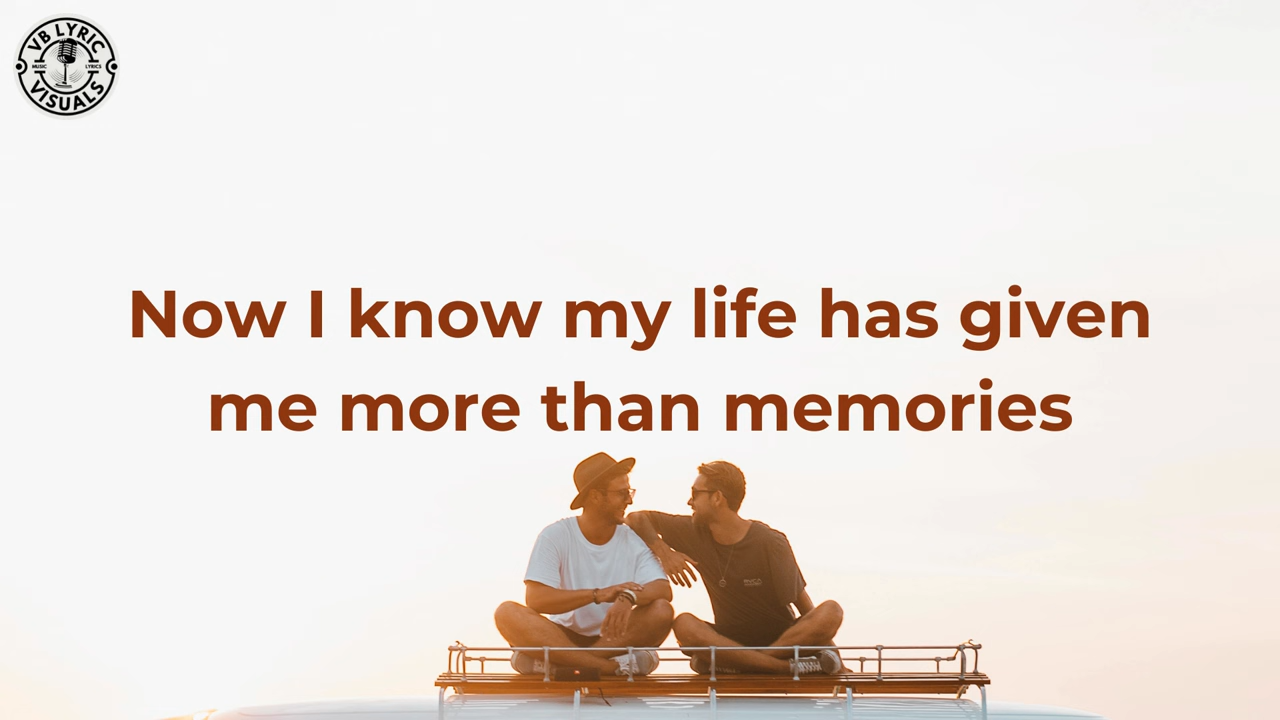 VB LYRIC
MUSIC
LYRICS
VISUALS
Now I know my life has given
me more than memories